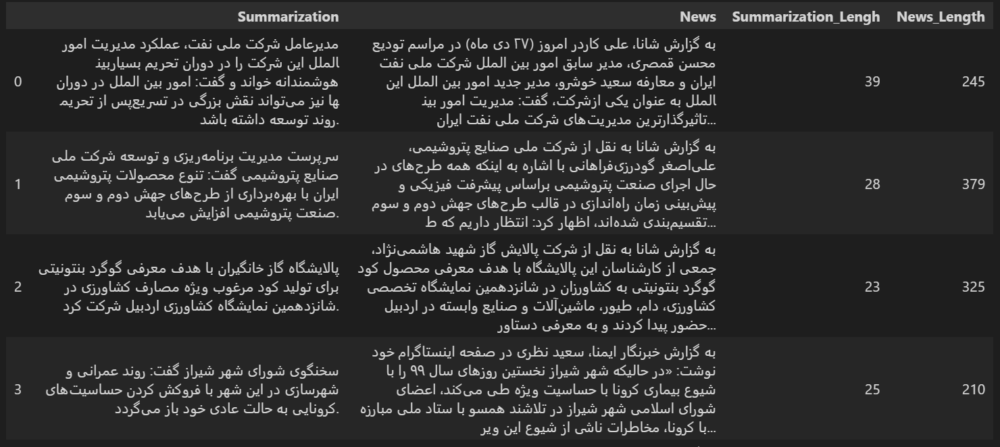 Summarization News Summarization_Lengh News_Length
0
مدیرعامل شرکت ملی نفت، عملکرد مدیریت امور
‌الملل این شرکت را در دوران تحریم بسیاربین
هوشمندانه خواند و گفت: امور بین الملل در دوران
‌ها نیز می‌تواند نقش بزرگی در تسریع‌پس از تحریم
.روند توسعه داشته باشد
به گزارش شانا، علی کاردر امروز (۲۷ دی ماه) در مراسم تودیع
محسن قمصری، مدیر سابق امور بین الملل شرکت ملی نفت
ایران و معارفه سعید خوشرو، مدیر جدید امور بین الملل این
‌الملل به عنوان یکی ازشرکت، گفت: مدیریت امور بین
...تاثیرگذارترین مدیریت‌های شرکت ملی نفت ایران
39
245
1
سرپرست مدیریت برنامه‌ریزی و توسعه شرکت ملی
صنایع پتروشیمی گفت: تنوع محصولات پتروشیمی
ایران با بهره‌برداری از طرح‌های جهش دوم و سوم
.صنعت پتروشیمی افزایش می‌یابد
به گزارش شانا به نقل از شرکت ملی صنایع پتروشیمی،
علی‌اصغر گودرزی‌فراهانی با اشاره به اینکه همه طرح‌های در
حال اجرای صنعت پتروشیمی براساس پیشرفت فیزیکی و
پیش‌بینی زمان راه‌اندازی در قالب طرح‌های جهش دوم و سوم
...تقسیم‌بندی شده‌اند، اظهار کرد: انتظار داریم که ط
28
379
2
پالایشگاه گاز خانگیران با هدف معرفی گوگرد بنتونیتی
برای تولید کود مرغوب ویژه مصارف کشاورزی در
.شانزدهمین نمایشگاه کشاورزی اردبیل شرکت کرد
به گزارش شانا به نقل از شرکت پالایش گاز شهید هاشمی‌نژاد،
جمعی از کارشناسان این پالایشگاه با هدف معرفی محصول کود
گوگرد بنتونیتی به کشاورزان در شانزدهمین نمایشگاه تخصصی
کشاورزی، دام، طیور، ماشین‌آلات و صنایع وابسته در اردبیل
...حضور پیدا کردند و به معرفی دستاور
23
325
3
سخنگوی شورای شهر شیراز گفت: روند عمرانی و
شهرسازی در این شهر با فروکش کردن حساسیت‌های
.کرونایی به حالت عادی خود باز می‌گردد
به گزارش خبرنگار ایمنا، سعید نظری در صفحه اینستاگرام خود
نوشت: «در حالیکه شهر شیراز نخستین روزهای سال ۹۹ را با
شیوع بیماری کرونا با حساسیت ویژه طی می‌کند، اعضای
شورای اسلامی شهر شیراز در تلاشند همسو با ستاد ملی مبارزه
...با کرونا، مخاطرات ناشی از شیوع این ویر
25
210